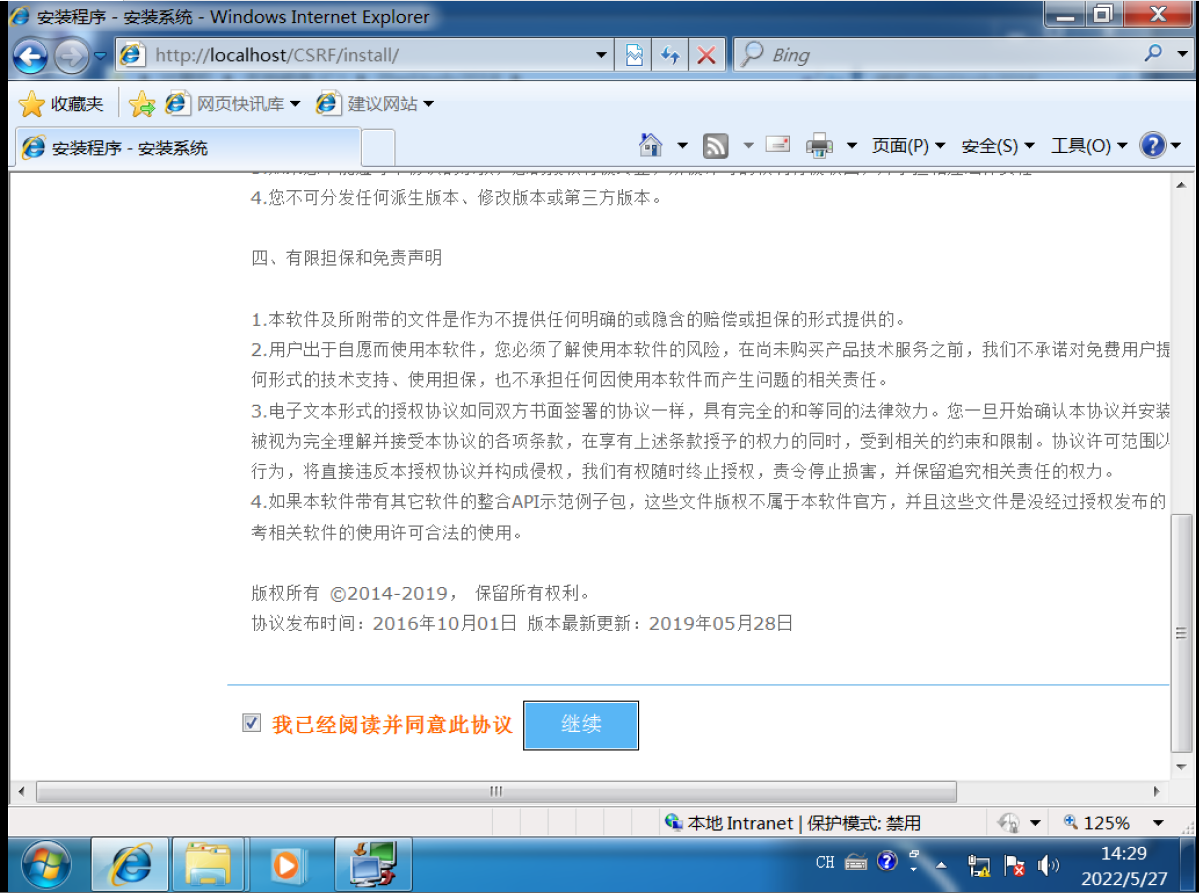 安装程序 - 安装系统 - Windows Internet Explorer
http://localhost/CSRF/install/
Bing
收藏夹
网页快讯库
建议网站
安装程序 - 安装系统
页面(P)
安全(S)
工具(O)
4.您不可分发任何派生版本、修改版本或第三方版本。
四、有限担保和免责声明
1.本软件及所附带的文件是作为不提供任何明确的或隐含的赔偿或担保的形式提供的。
2.用户出于自愿而使用本软件，您必须了解使用本软件的风险，在尚未购买产品技术服务之前，我们不承诺对免费用户提
何形式的技术支持、使用担保，也不承担任何因使用本软件而产生问题的相关责任。
3.电子文本形式的授权协议如同双方书面签署的协议一样，具有完全的和等同的法律效力。您一旦开始确认本协议并安装
被视为完全理解并接受本协议的各项条款，在享有上述条款授予的权力的同时，受到相关的约束和限制。协议许可范围以
行为，将直接违反本授权协议并构成侵权，我们有权随时终止授权，责令停止损害，并保留追究相关责任的权力。
4.如果本软件带有其它软件的整合API示范例子包，这些文件版权不属于本软件官方，并且这些文件是没经过授权发布的
考相关软件的使用许可合法的使用。
版权所有 ©2014-2019， 保留所有权利。
协议发布时间：2016年10月01日 版本最新更新：2019年05月28日
我已经阅读并同意此协议
继续
本地 Intranet | 保护模式: 禁用
125%
CH
14:29
2022/5/27